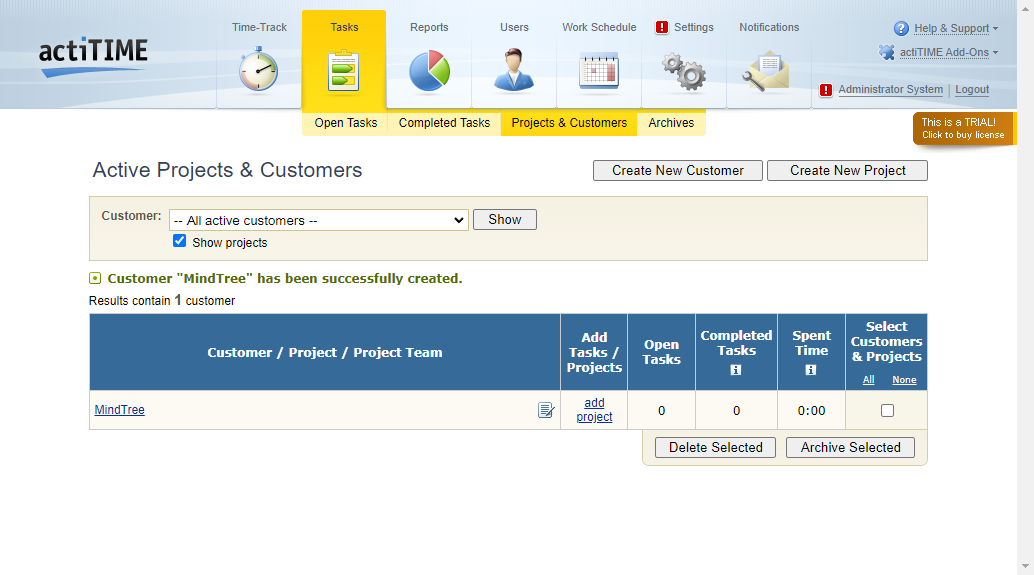 actiTIME
Time-Track
Tasks
Reports
Users
Work Schedule
! Settings
Notifications
? Help & Support
actiTIME Add-Ons
! Administrator System | Logout
Open Tasks
Completed Tasks
Projects & Customers
Archives
This is a TRIAL!
Click to buy license
Active Projects & Customers
Create New Customer
Create New Project
Customer:
-- All active customers --
Show
Show projects
Customer "MindTree" has been successfully created.
Results contain 1 customer
Customer / Project / Project Team
Add
Tasks /
Projects
Open
Tasks
Completed
Tasks
Spent
Time
Select
Customers
& Projects
All
None
MindTree
add
project
0
0
0:00
Delete Selected
Archive Selected